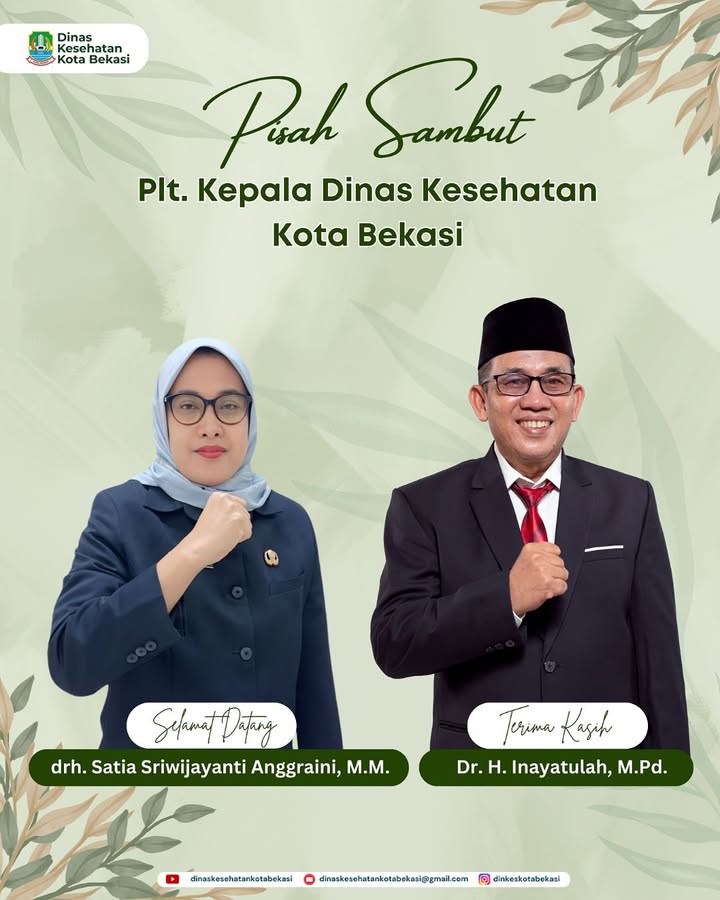 Dinas
Kesehatan
Kota Bekasi
Pisah Sambut
Plt. Kepala Dinas Kesehatan
Kota Bekasi
Selamat Datang
drh. Satia Sriwijayanti Anggraini, M.M.
Terima Kasih
Dr. H. Inayatulah, M.Pd.
dinaskesehatankotabekasi
dinaskesehatankotabekasi@gmail.com
dinkeskotabekasi